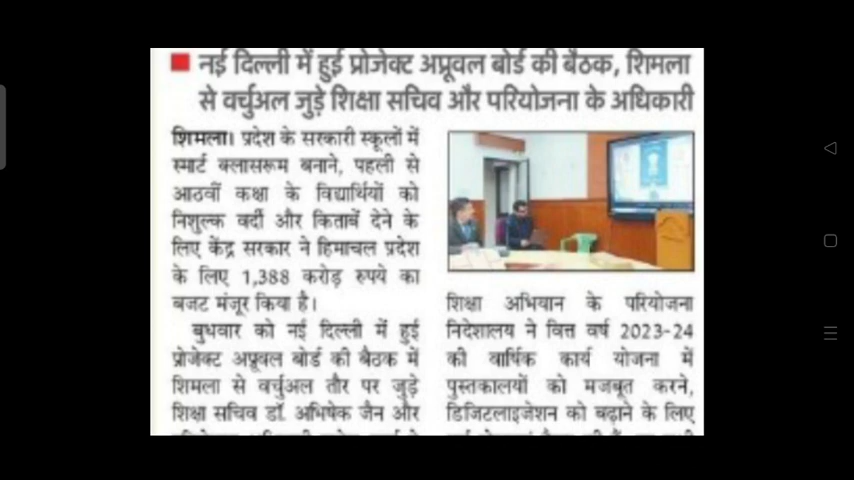 नई दिल्ली में हुई प्रोजेक्ट अप्रूवल बोर्ड की बैठक, शिमला
से वर्चुअल जुड़े शिक्षा सचिव और परियोजना के अधिकारी
शिमला। प्रदेश के सरकारी स्कूलों में
स्मार्ट क्लासरूम बनाने, पहली से
आठवीं कक्षा के विद्यार्थियों को
निशुल्क वर्दी और किताबें देने के
लिए केंद्र सरकार ने हिमाचल प्रदेश
के लिए 1,388 करोड़ रुपये का
बजट मंजूर किया है।
बुधवार को नई दिल्ली में हुई
प्रोजेक्ट अप्रूवल बोर्ड की बैठक में
शिमला से वर्चुअल तौर पर जुड़े
शिक्षा सचिव डॉ. अभिषेक जैन और
शिक्षा अभियान के परियोजना
निदेशालय ने वित्त वर्ष 2023-24
की वार्षिक कार्य योजना में
पुस्तकालयों को मजबूत करने,
डिजिटलाइजेशन को बढ़ाने के लिए